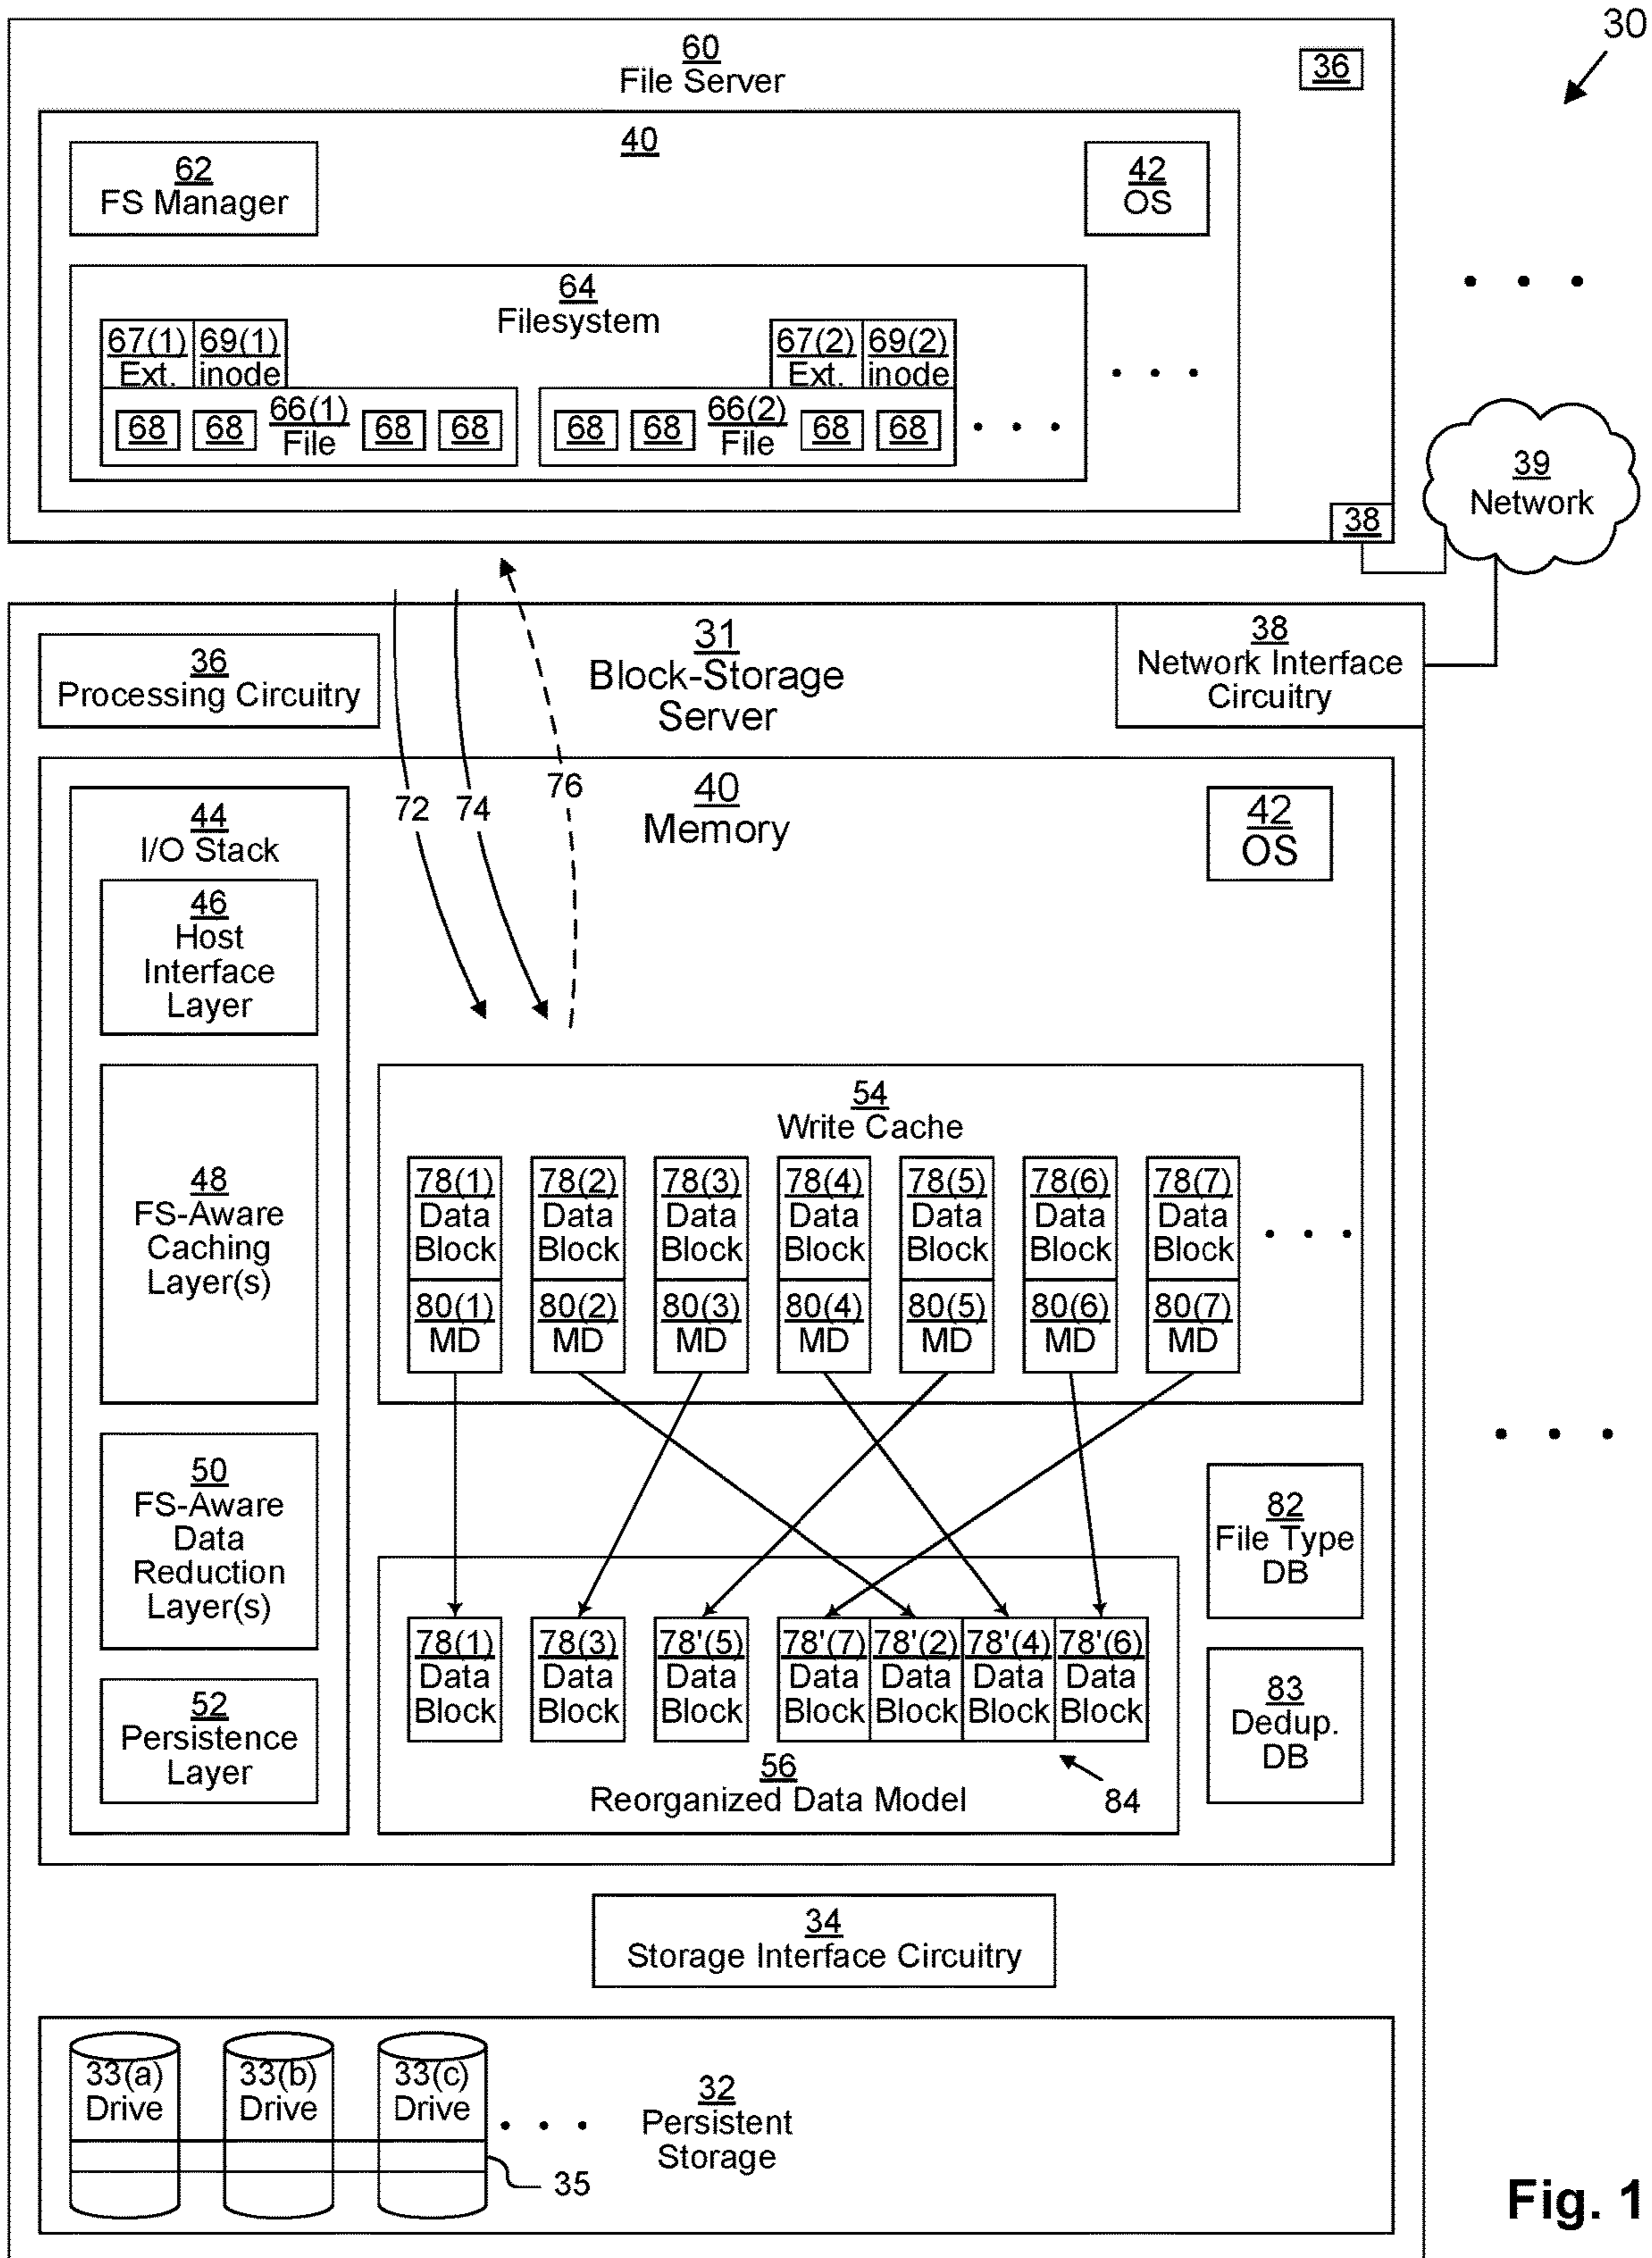 30
60
File Server
36
40
62
FS Manager
42
OS
64
Filesystem
67(1)
Ext.
69(1)
inode
67(2)
Ext.
69(2)
inode
68
68
66(1)
File
68
68
68
68
66(2)
File
68
68
39
Network
38
36
Processing Circuitry
31
Block-Storage
Server
38
Network Interface
Circuitry
72
74
76
40
Memory
42
OS
44
I/O Stack
46
Host
Interface
Layer
48
FS-Aware
Caching
Layer(s)
50
FS-Aware
Data
Reduction
Layer(s)
52
Persistence
Layer
54
Write Cache
78(1)
Data
Block
80(1)
MD
78(2)
Data
Block
80(2)
MD
78(3)
Data
Block
80(3)
MD
78(4)
Data
Block
80(4)
MD
78(5)
Data
Block
80(5)
MD
78(6)
Data
Block
80(6)
MD
78(7)
Data
Block
80(7)
MD
78(1)
Data
Block
78(3)
Data
Block
78'(5)
Data
Block
78'(7)
Data
Block
78'(2)
Data
Block
78'(4)
Data
Block
78'(6)
Data
Block
56
Reorganized Data Model
84
82
File Type
DB
83
Dedup.
DB
34
Storage Interface Circuitry
33(a)
Drive
33(b)
Drive
33(c)
Drive
35
32
Persistent
Storage
Fig. 1